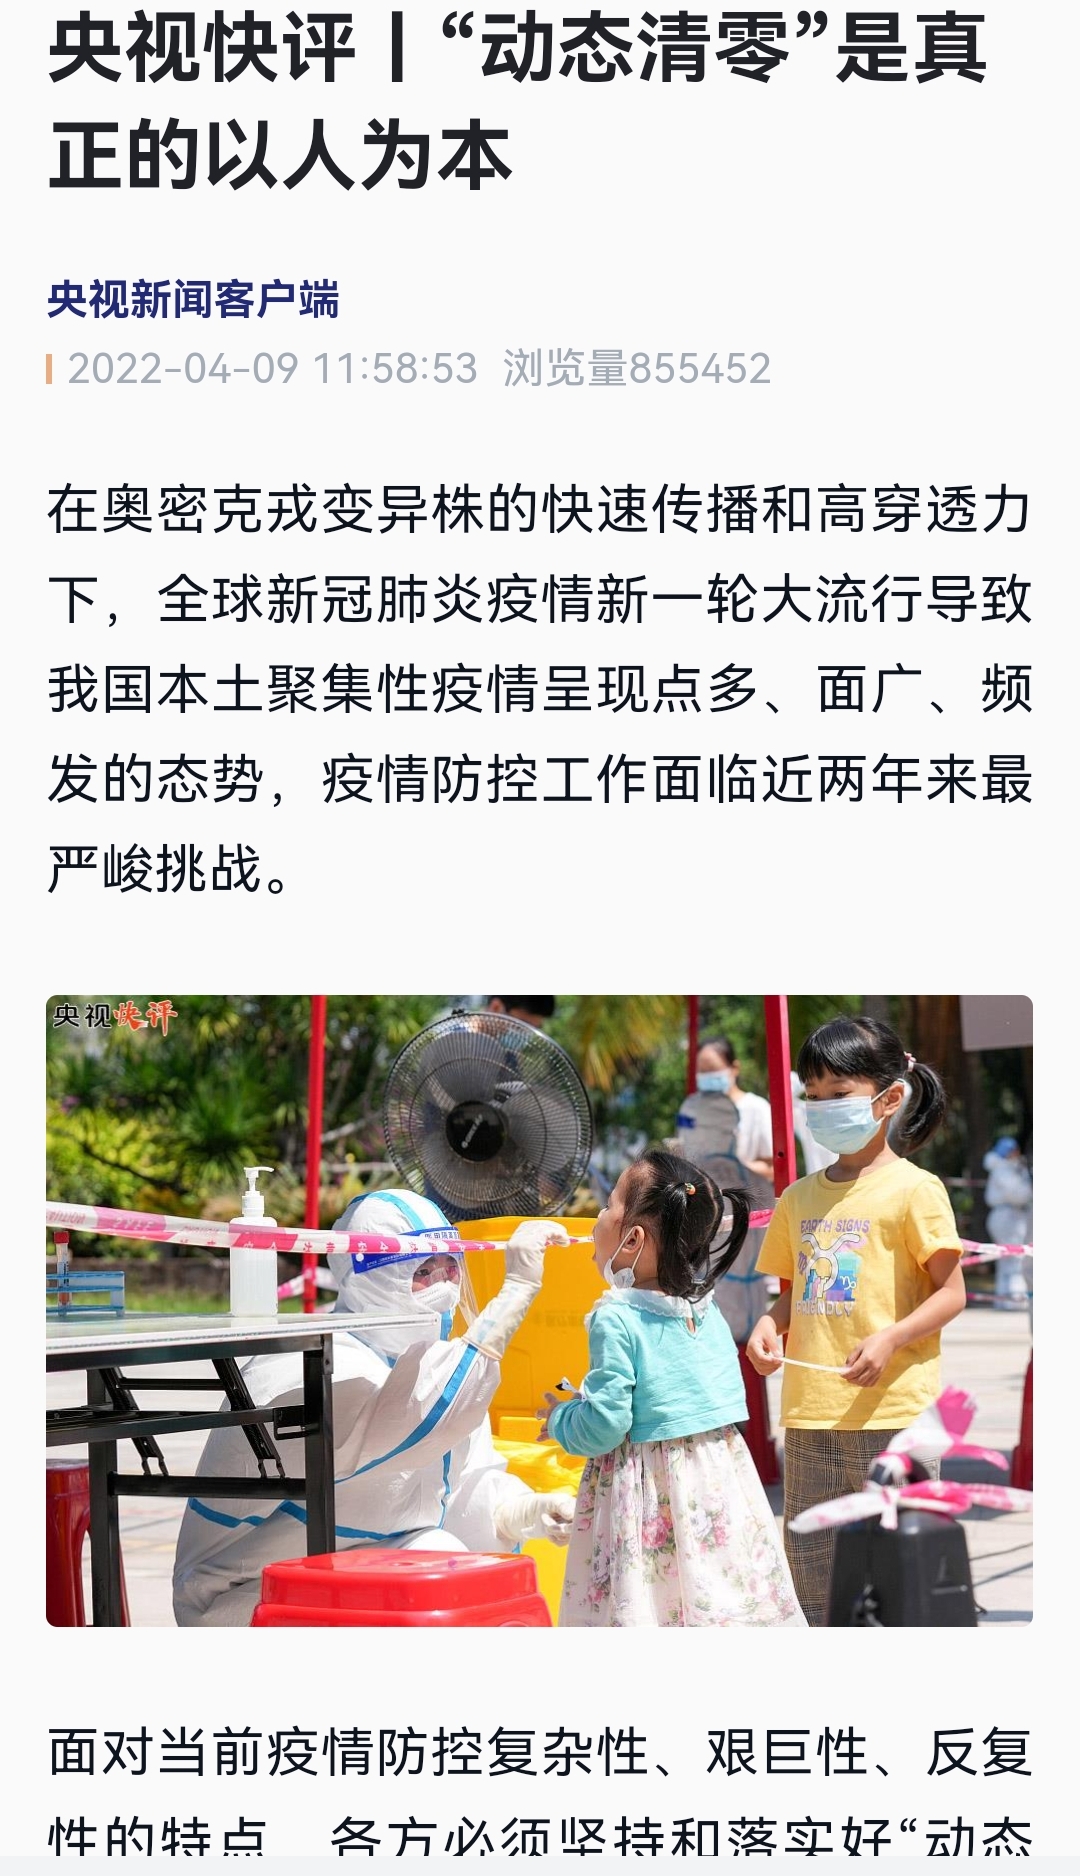 央视快评丨“动态清零”是真
正的以人为本
央视新闻客户端
2022-04-09 11:58:53 浏览量855452
在奥密克戎变异株的快速传播和高穿透力
下，全球新冠肺炎疫情新一轮大流行导致
我国本土聚集性疫情呈现点多、面广、频
发的态势，疫情防控工作面临近两年来最
严峻挑战。
央视快评
EARTH SIGNS
FRIENDLY
面对当前疫情防控复杂性、艰巨性、反复
性的特点，各方必须坚持和落实好“动态